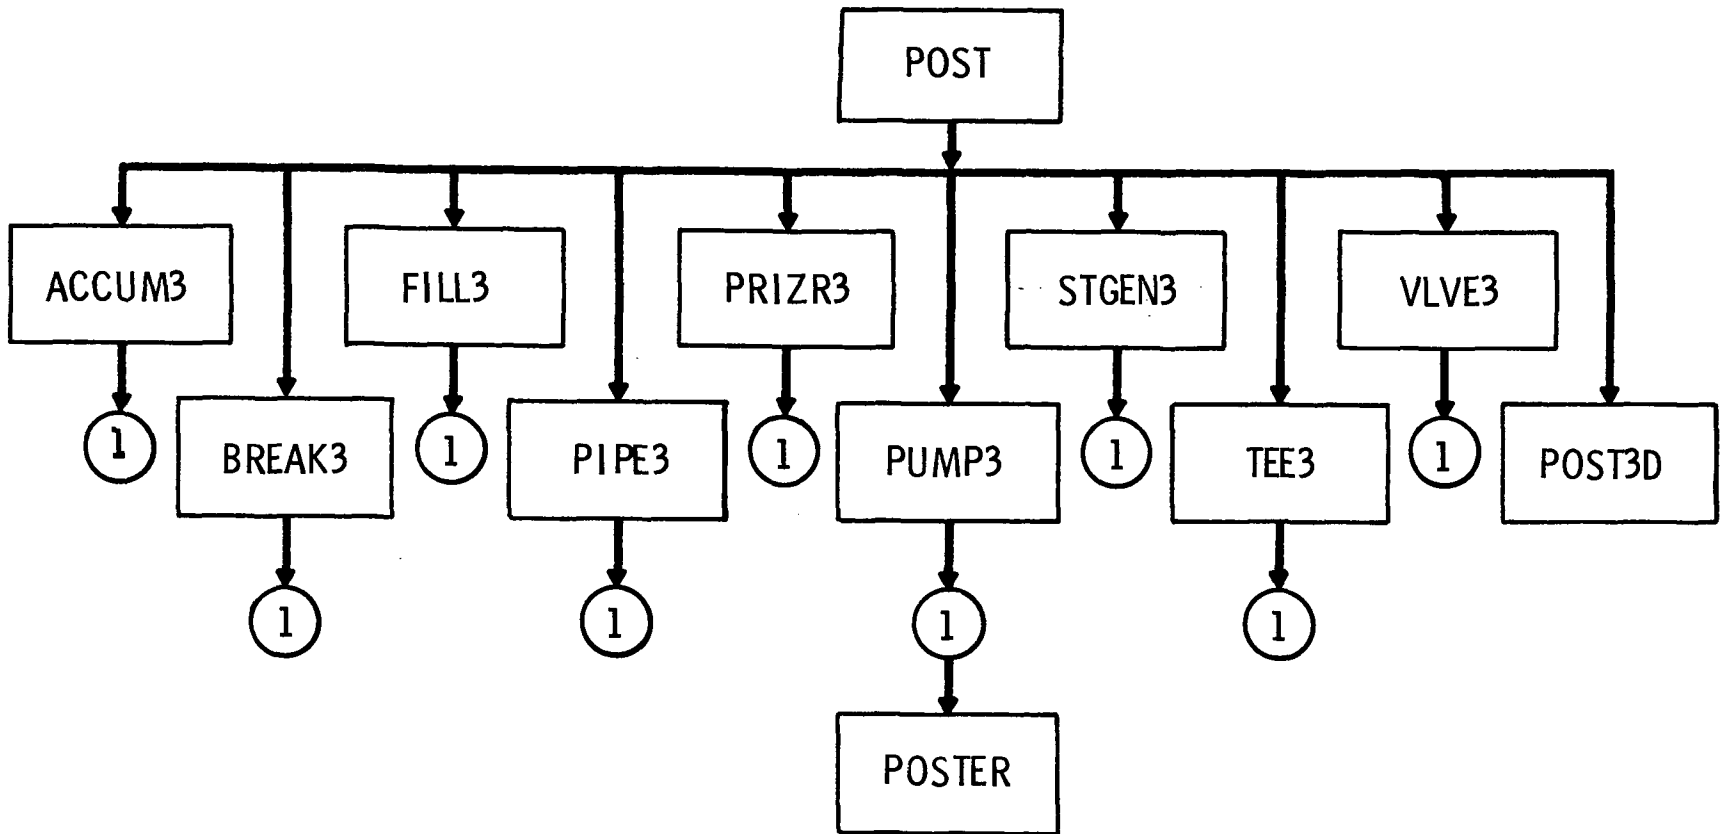 POST
ACCUM3
FILL3
PRIZR3
STGEN3
VLVE3
1
BREAK3
1
PIPE3
1
PUMP3
1
TEE3
1
POST3D
1
1
1
1
POSTER